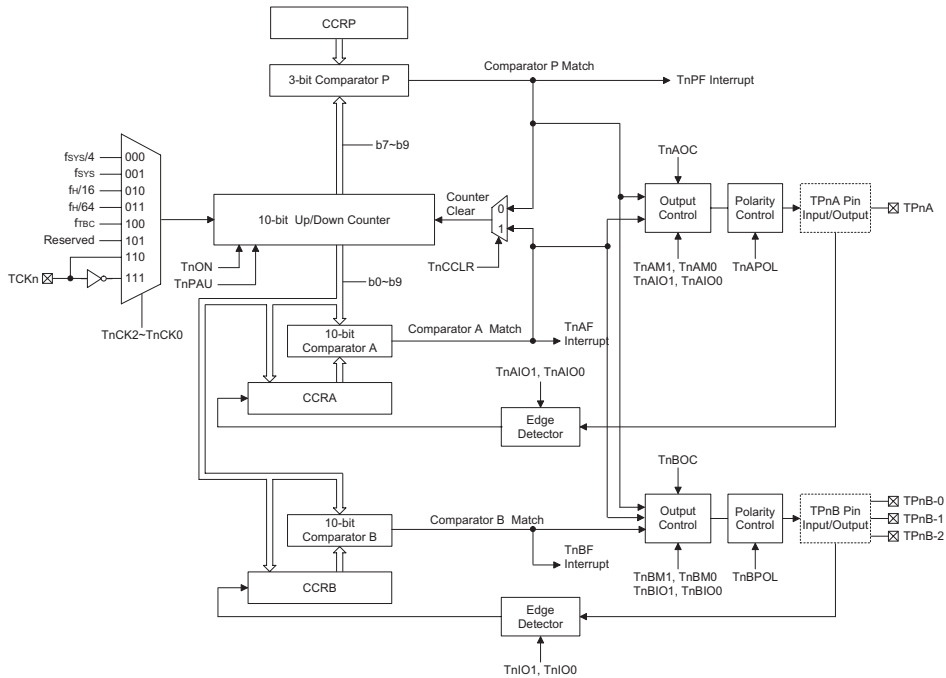 CCRP
3-bit Comparator P
Comparator P Match
TnPF Interrupt
b7~b9
fSYS/4
000
fSYS
001
fH/16
010
fH/64
011
fTBC
100
Reserved
101
110
111
TCKn
TnCK2~TnCK0
10-bit Up/Down Counter
TnON
TnPAU
Counter
Clear
0
1
TnCCLR
b0~b9
TnAOC
Output
Control
Polarity
Control
TPnA Pin
Input/Output
TPnA
TnAM1, TnAM0
TnAIO1, TnAIO0
TnAPOL
10-bit
Comparator A
Comparator A Match
TnAF
Interrupt
CCRA
TnAIO1, TnAIO0
Edge
Detector
TnBOC
Output
Control
Polarity
Control
TPnB Pin
Input/Output
TPnB-0
TPnB-1
TPnB-2
10-bit
Comparator B
Comparator B Match
TnBF
Interrupt
TnBM1, TnBM0
TnBIO1, TnBIO0
TnBPOL
CCRB
Edge
Detector
TnIO1, TnIO0